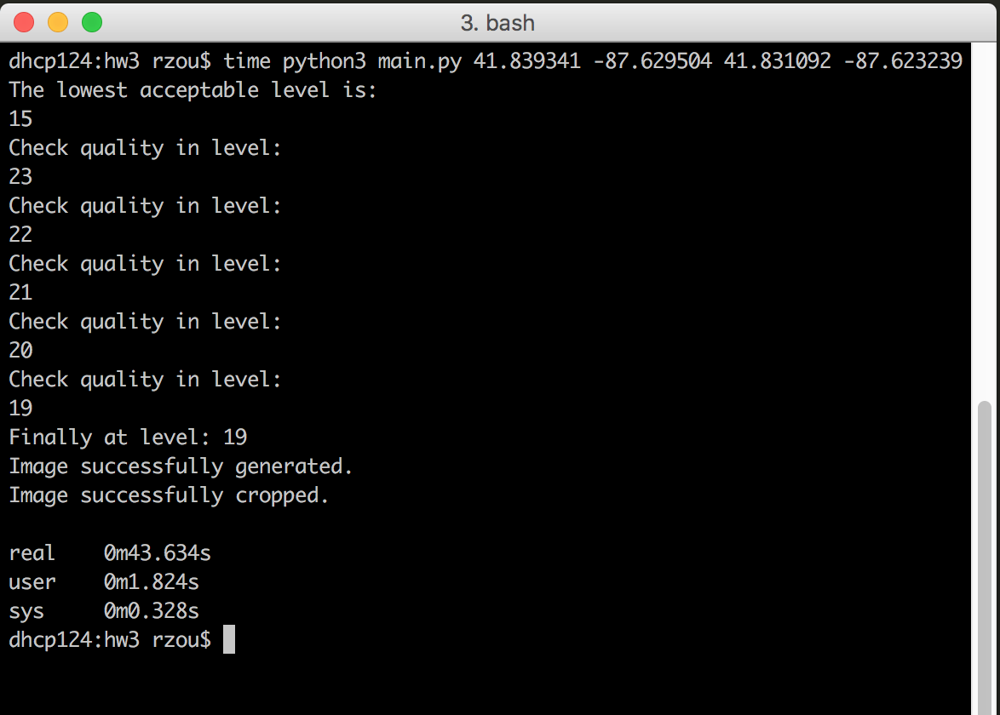 3. bash
dhcp124:hw3 rzou$ time python3 main.py 41.839341 -87.629504 41.831092 -87.623239
The lowest acceptable level is:
15
Check quality in level:
23
Check quality in level:
22
Check quality in level:
21
Check quality in level:
20
Check quality in level:
19
Finally at level: 19
Image successfully generated.
Image successfully cropped.
real    0m43.634s
user    0m1.824s
sys     0m0.328s
dhcp124:hw3 rzou$